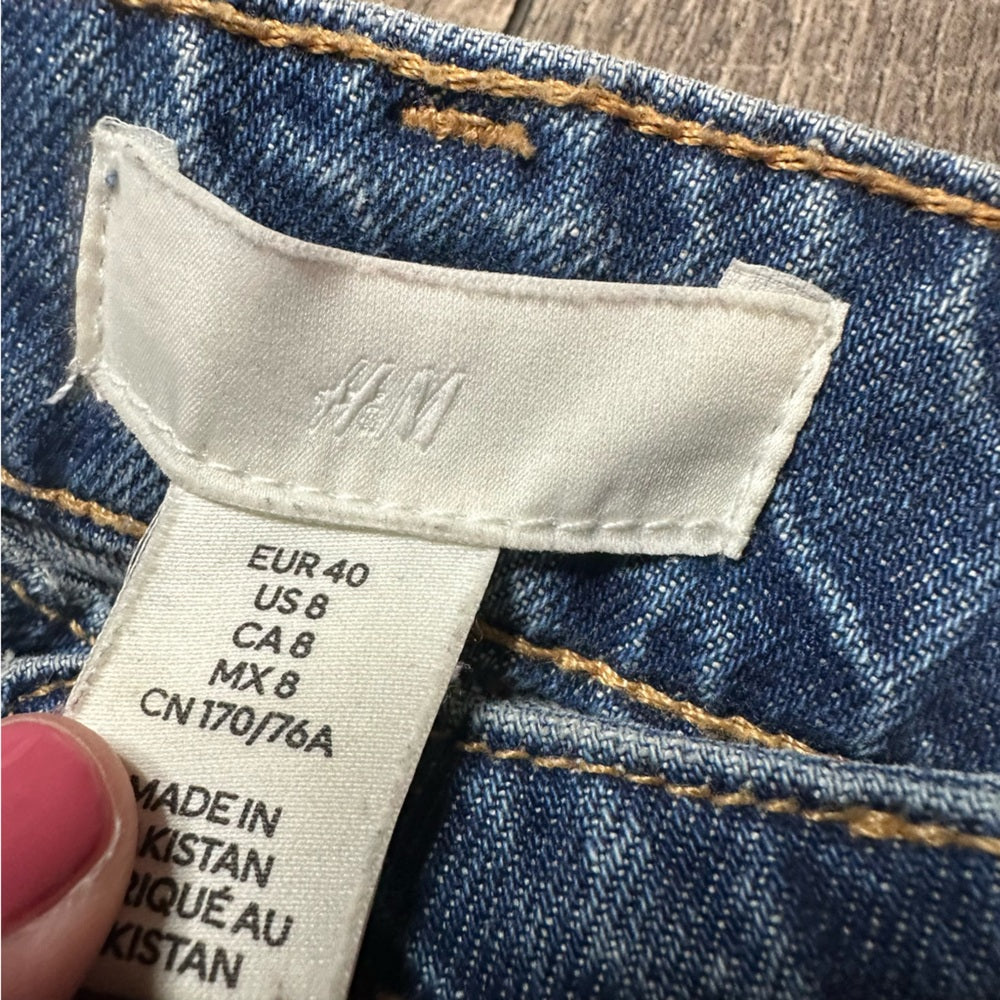 H&M
EUR 40
US 8
CA 8
MX 8
CN 170/76A
MADE IN
KISTAN
RIQUÉ AU
KISTAN